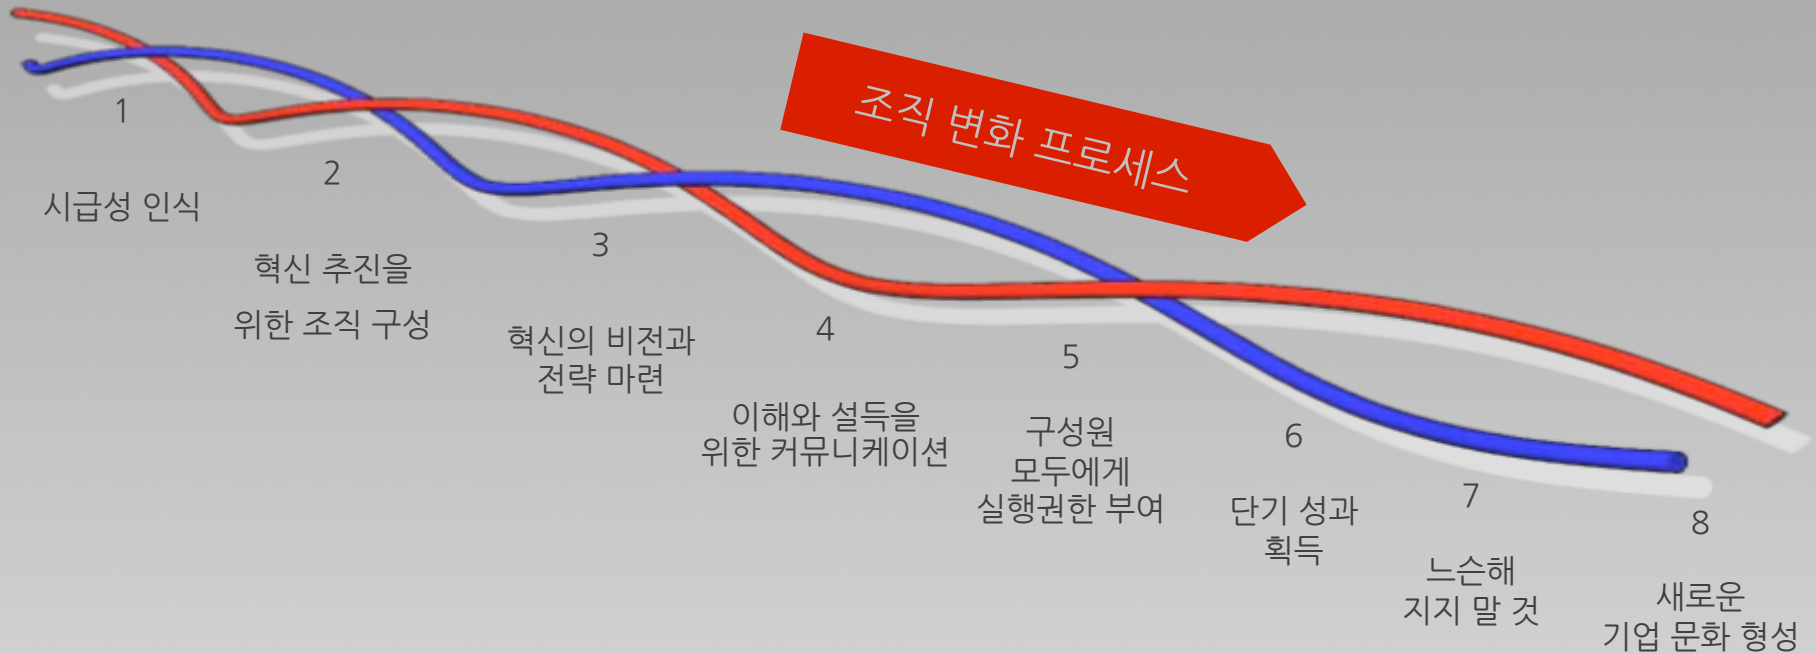 조직 변화 프로세스
1
시급성 인식
2
혁신 추진을
위한 조직 구성
3
혁신의 비전과
전략 마련
4
이해와 설득을
위한 커뮤니케이션
5
구성원
모두에게
실행권한 부여
6
단기 성과
획득
7
느슨해
지지 말 것
8
새로운
기업 문화 형성